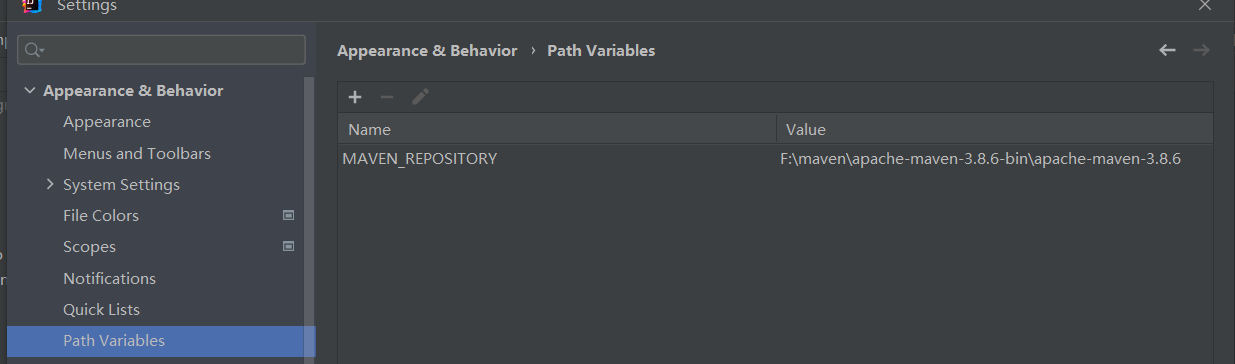 Settings
Appearance & Behavior › Path Variables
Appearance & Behavior
Appearance
Menus and Toolbars
System Settings
File Colors
Scopes
Notifications
Quick Lists
Path Variables
Name Value
MAVEN_REPOSITORY F:\maven\apache-maven-3.8.6-bin\apache-maven-3.8.6